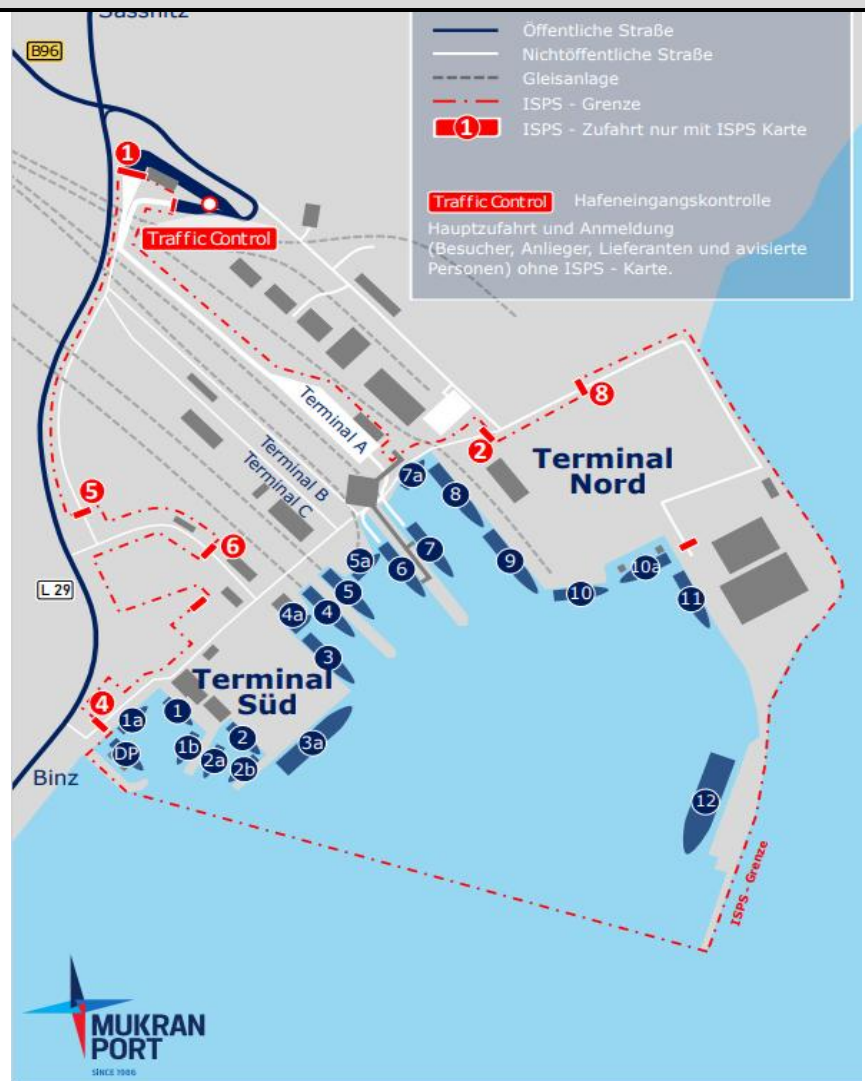 Sassnitz
B96
Öffentliche Straße
Nichtöffentliche Straße
Gleisanlage
ISPS - Grenze
1
ISPS - Zufahrt nur mit ISPS Karte
Traffic Control
Hafeneingangskontrolle
Hauptzufahrt und Anmeldung
(Besucher, Anlieger, Lieferanten und avisierte
Personen) ohne ISPS - Karte.
1
Traffic Control
8
Terminal A
2
Terminal
Nord
Terminal B
Terminal C
7a
8
5
6
7
9
5a
6
10a
10
11
L 29
5
4
4a
3
Terminal
Süd
4
1a
1
2
3a
DP
1b
2a
2b
Binz
12
ISPS - Grenze
MUKRAN
PORT
SINCE 1986